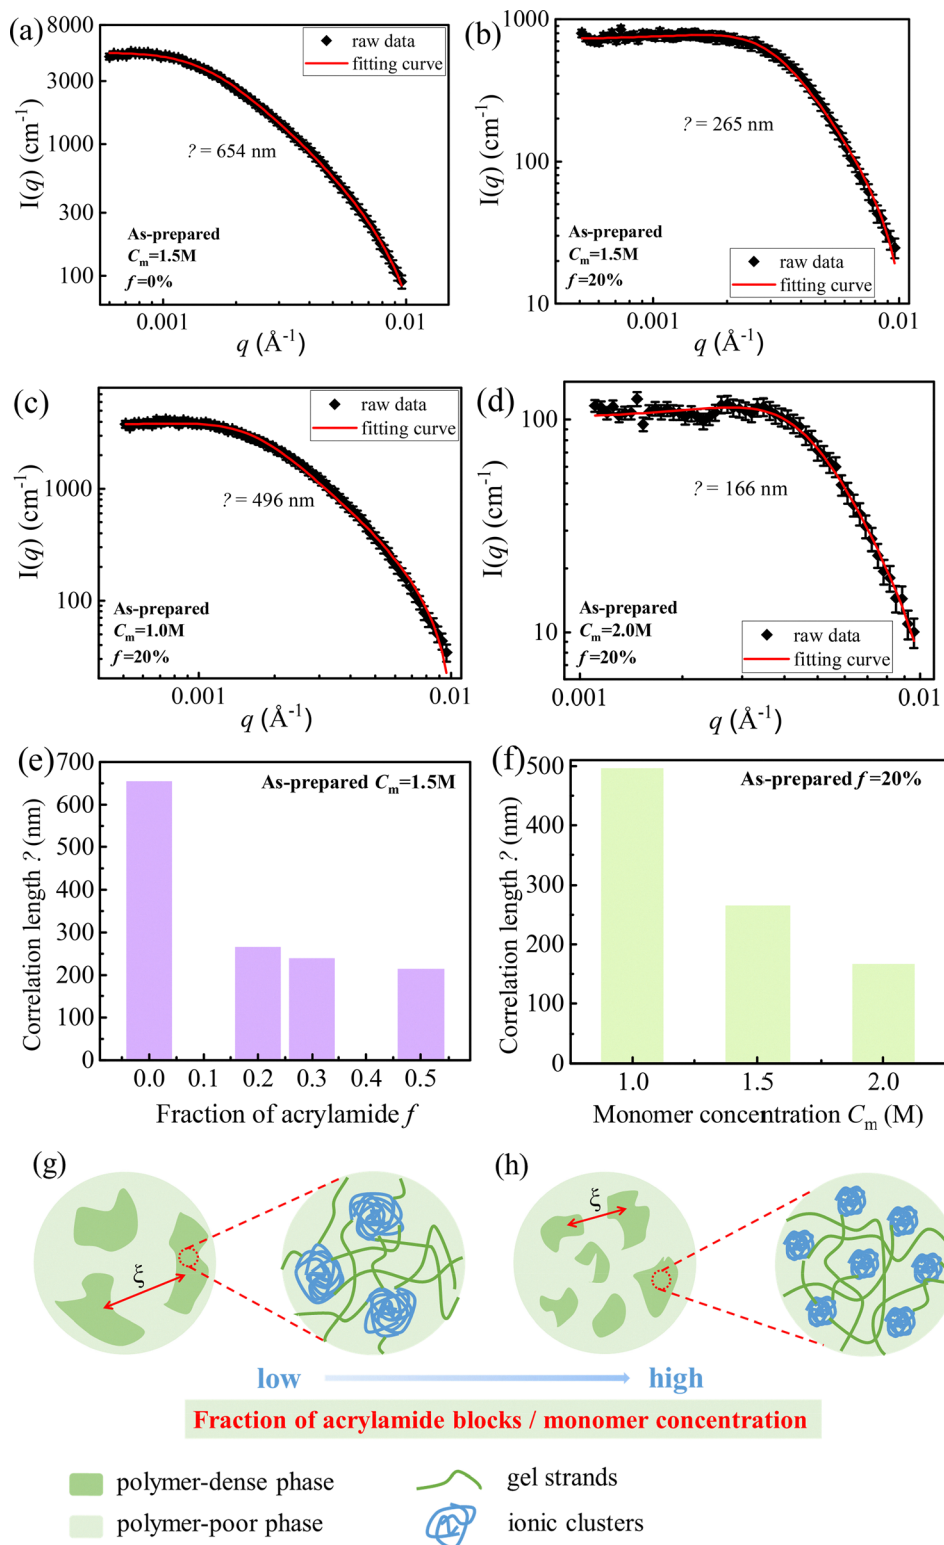 (a)
8000
3000
1000
300
100
I(q) (cm⁻¹)
raw data
fitting curve
? = 654 nm
As-prepared
Cm=1.5M
f=0%
0.001
0.01
q (Å⁻¹)
(b)
1000
100
10
I(q) (cm⁻¹)
? = 265 nm
As-prepared
Cm=1.5M
f=20%
raw data
fitting curve
0.001
0.01
q (Å⁻¹)
(c)
1000
100
I(q) (cm⁻¹)
raw data
fitting curve
? = 496 nm
As-prepared
Cm=1.0M
f=20%
0.001
0.01
q (Å⁻¹)
(d)
100
10
I(q) (cm⁻¹)
? = 166 nm
As-prepared
Cm=2.0M
f=20%
raw data
fitting curve
0.001
0.01
q (Å⁻¹)
(e)
700
600
500
400
300
200
100
0
Correlation length ? (nm)
As-prepared Cm=1.5M
0.0 0.1 0.2 0.3 0.4 0.5
Fraction of acrylamide f
(f)
500
400
300
200
100
0
Correlation length ? (nm)
As-prepared f=20%
1.0 1.5 2.0
Monomer concentration Cm (M)
(g)
ξ
(h)
ξ
low
high
Fraction of acrylamide blocks / monomer concentration
polymer-dense phase
gel strands
polymer-poor phase
ionic clusters